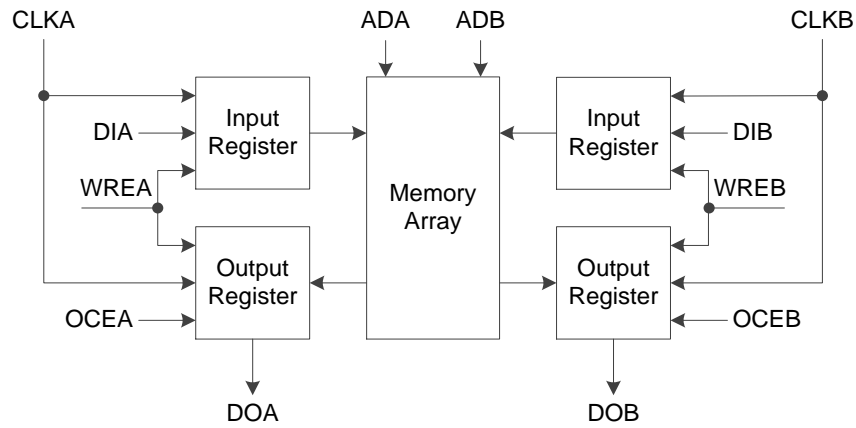 CLKA
ADA
ADB
CLKB
Input
Register
Input
Register
DIA
DIB
WREA
Memory
Array
WREB
Output
Register
Output
Register
OCEA
OCEB
DOA
DOB